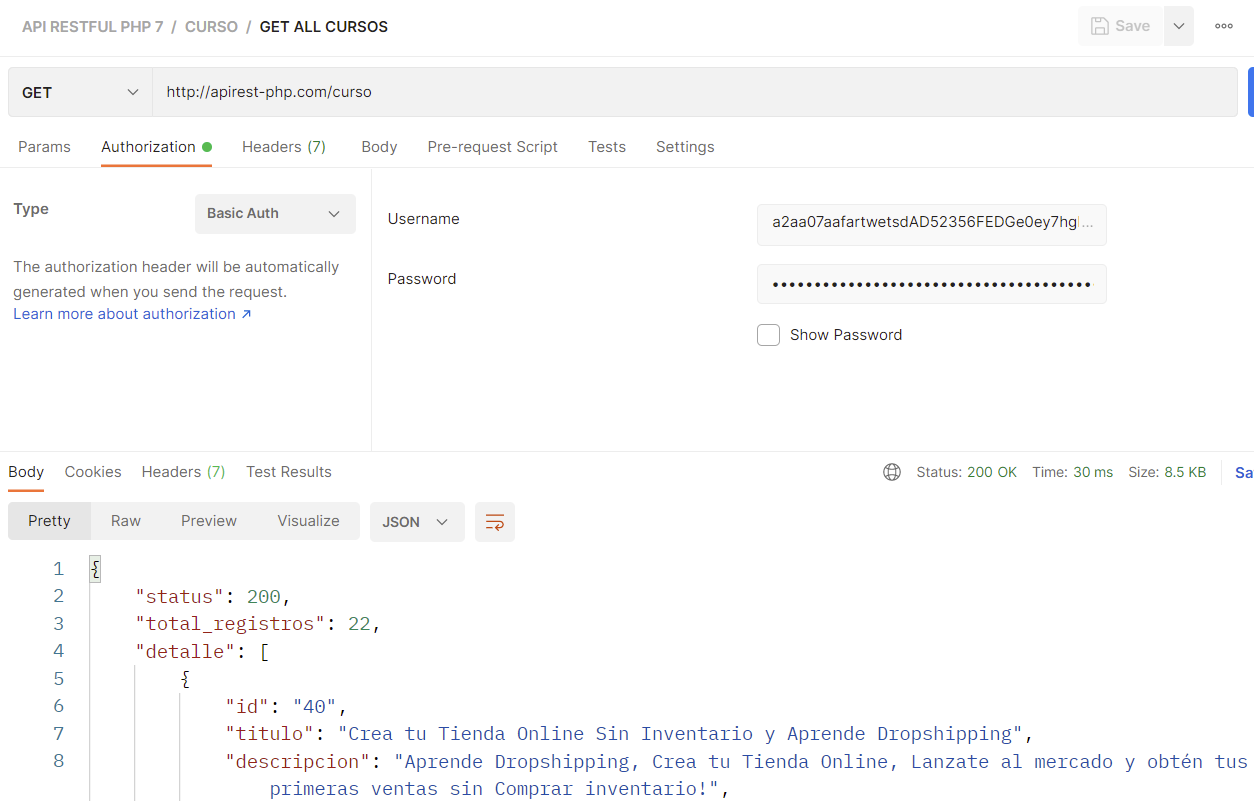 API RESTFUL PHP 7 / CURSO / GET ALL CURSOS
Save
GET
http://apirest-php.com/curso
Params Authorization Headers (7) Body Pre-request Script Tests Settings
Type
Basic Auth
The authorization header will be automatically
generated when you send the request.
Learn more about authorization ↗
Username
a2aa07aafartwetsdAD52356FEDGe0ey7hg...
Password
••••••••••••••••••••••••••••••••••••••
Show Password
Body Cookies Headers (7) Test Results
Status: 200 OK Time: 30 ms Size: 8.5 KB Sa
Pretty Raw Preview Visualize JSON
1 {
2 "status": 200,
3 "total_registros": 22,
4 "detalle": [
5 {
6 "id": "40",
7 "titulo": "Crea tu Tienda Online Sin Inventario y Aprende Dropshipping",
8 "descripcion": "Aprende Dropshipping, Crea tu Tienda Online, Lanzate al mercado y obtén tus
primeras ventas sin Comprar inventario!",